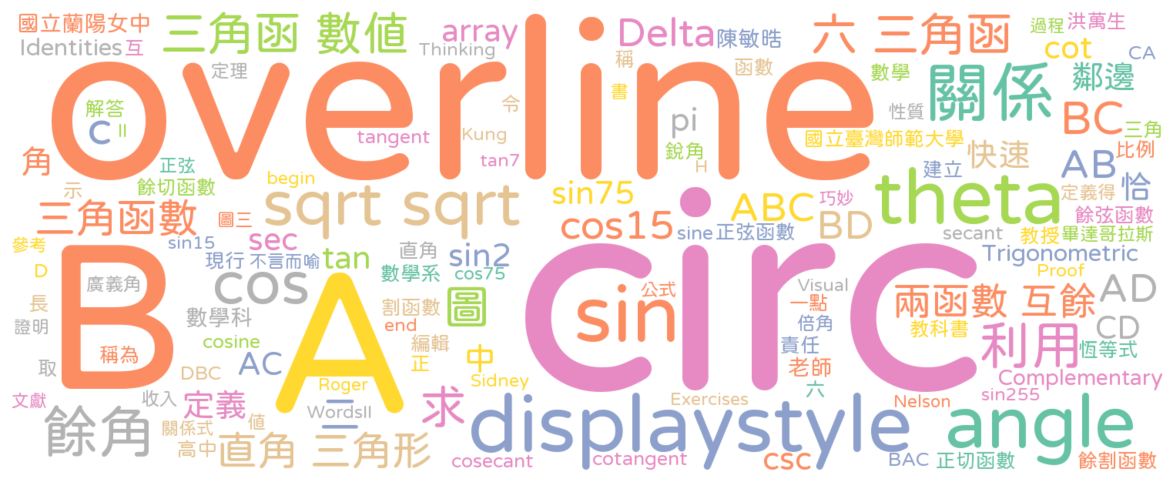 國立蘭陽女中 三角函 數值 array Delta 陳敏晧 六 三角函 過程 洪萬生
Identities 互 Thinking 稱 函數 cot CA
定理 overline 數學 關係 鄰邊
解答 書 令 性質 BC 三角
c II tangent Kung pi 國立臺灣師範大學
角 正弦 tan7 銳角 H 快速 AB 比例
示 餘切函數 begin sin75 建立 恰
三角函數 圖三 sqrt sqrt cos15 ABC 巧妙 BD theta 定義得
餘弦函數
參考 sin15 sec 直角 sin2 sine 正弦函數 secant 教授 畢達哥拉斯
D 現行 不言而喻 tan 數學系 cos75 Trigonometric
廣義角 cos 割函數 圖 公式 Visual Proof
長 B A circ sin 一點 兩函數 互餘 AD
證明 數學科 end 編輯 倍角 教科書 CD
稱為 cosine 正 中 責任 利用 恆等式
取 DBC AC Roger Sidney 老師 Complementary
文獻 收入 定義 二 WordsII 求 Exercises 六 Nelson sin255
餘角 關係式 值 displaystyle angle
高中 直角 三角形 cosecant cotangent csc BAC 正切函數 餘割函數